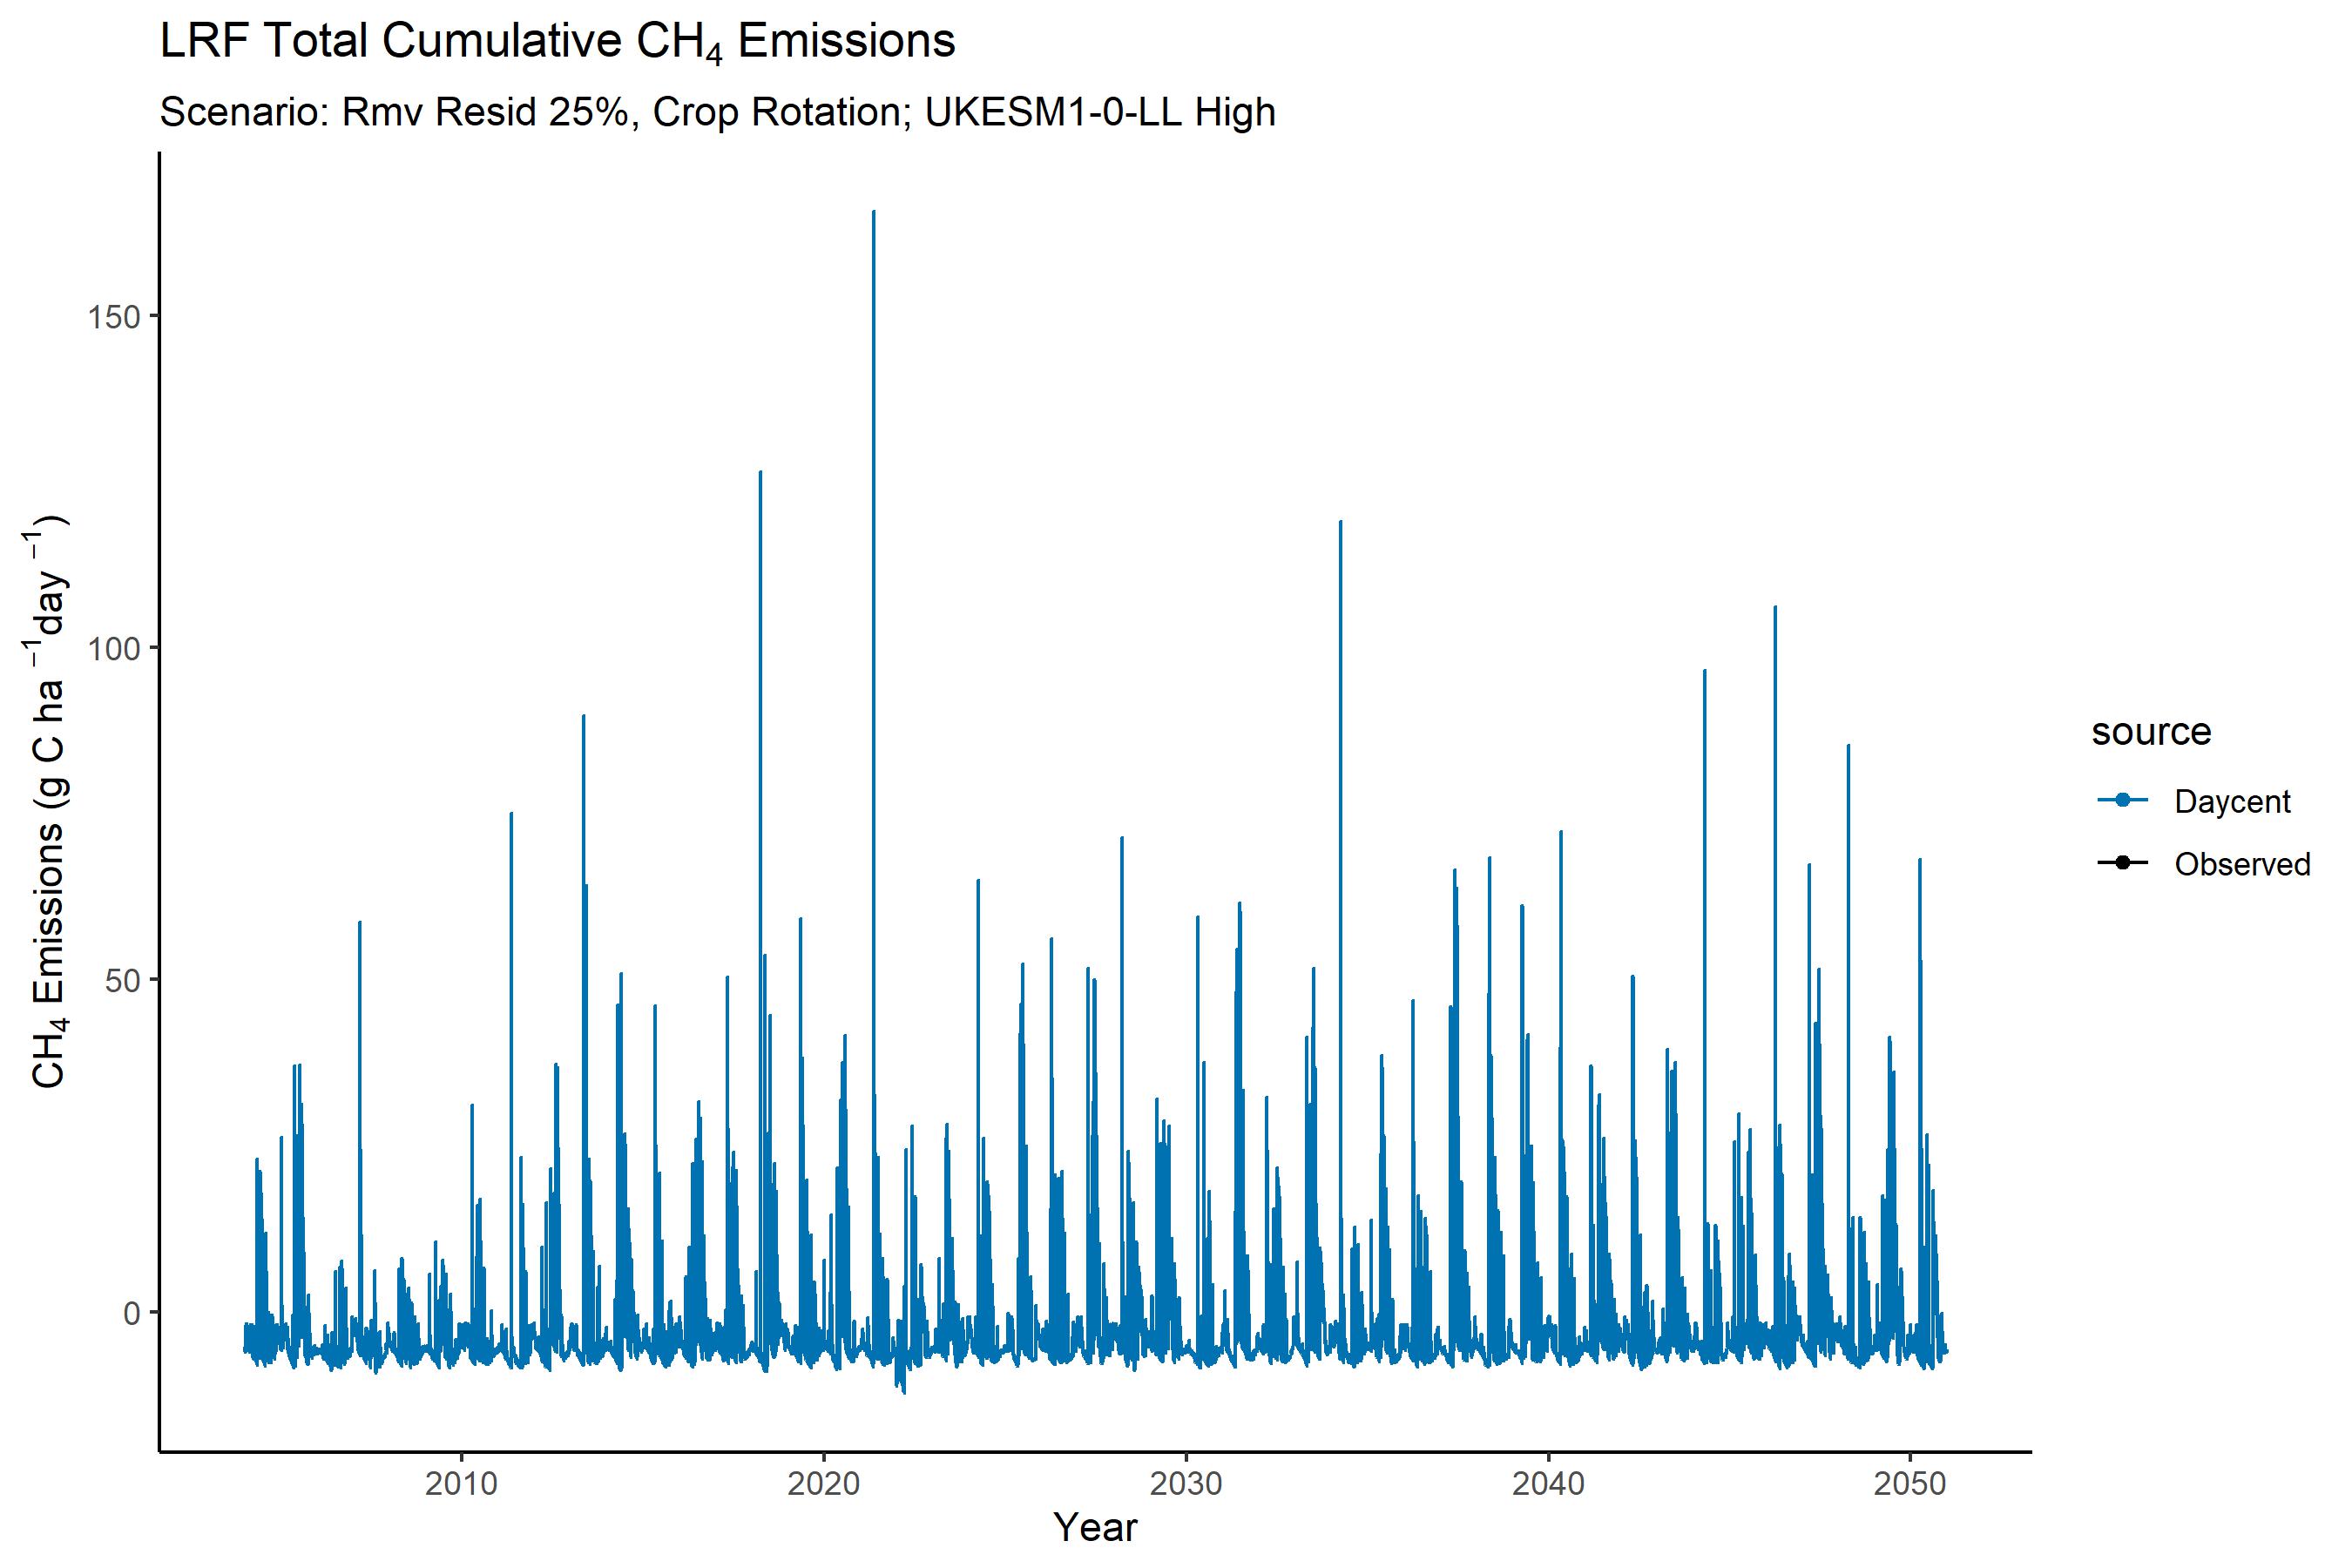 LRF Total Cumulative CH₄ Emissions
Scenario: Rmv Resid 25%, Crop Rotation; UKESM1-0-LL High
CH₄ Emissions (g C ha ⁻¹day ⁻¹)
150
100
50
0
2010 2020 2030 2040 2050
Year
source
Daycent
Observed